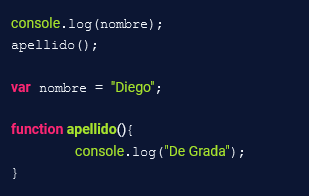 console.log(nombre);
apellido();
var nombre = "Diego";
function apellido(){
console.log("De Grada");
}